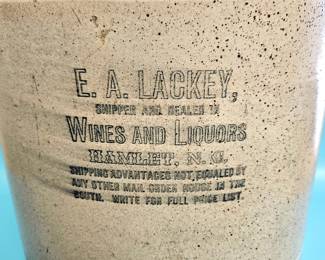 E. A. LACKEY,
SHIPPER AND DEALER IN
WINES AND LIQUORS
HAMLET, N.C.
SHIPPING ADVANTAGES NOT EQUALED BY
ANY OTHER MAIL ORDER HOUSE IN THE
SOUTH. WRITE FOR FULL PRICE LIST.